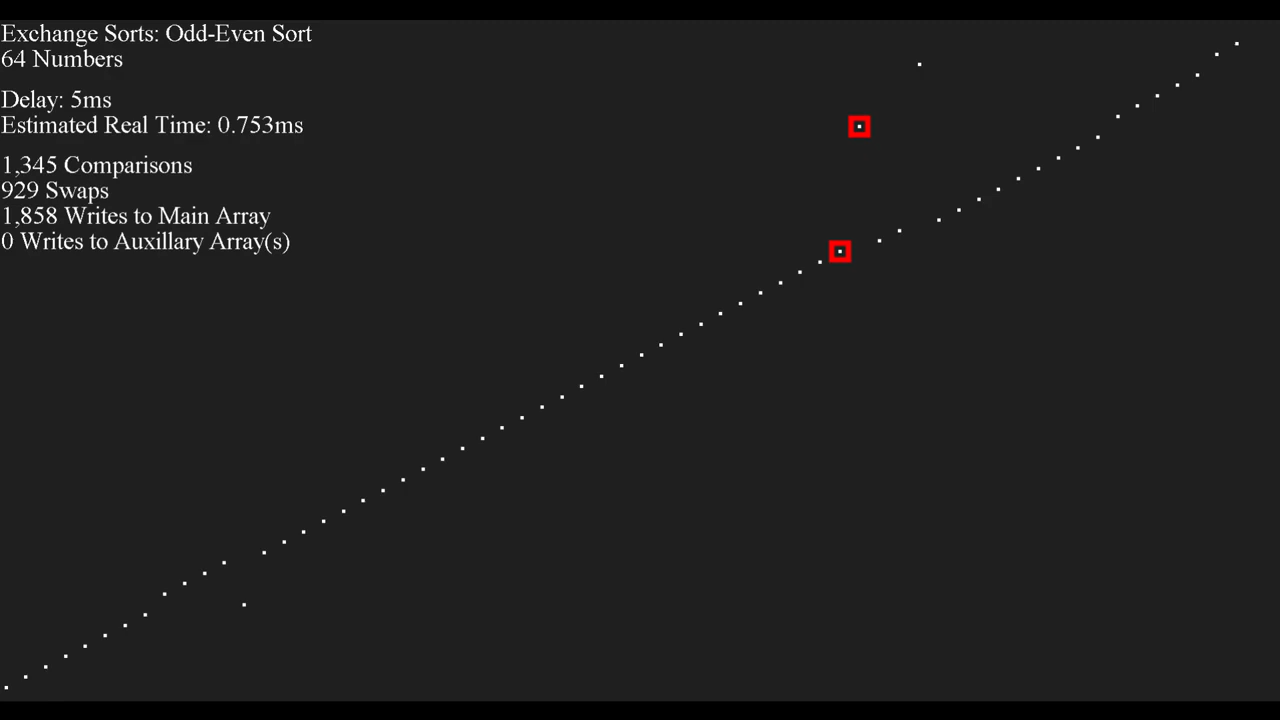 Exchange Sorts: Odd-Even Sort
64 Numbers
Delay: 5ms
Estimated Real Time: 0.753ms
1,345 Comparisons
929 Swaps
1,858 Writes to Main Array
0 Writes to Auxillary Array(s)